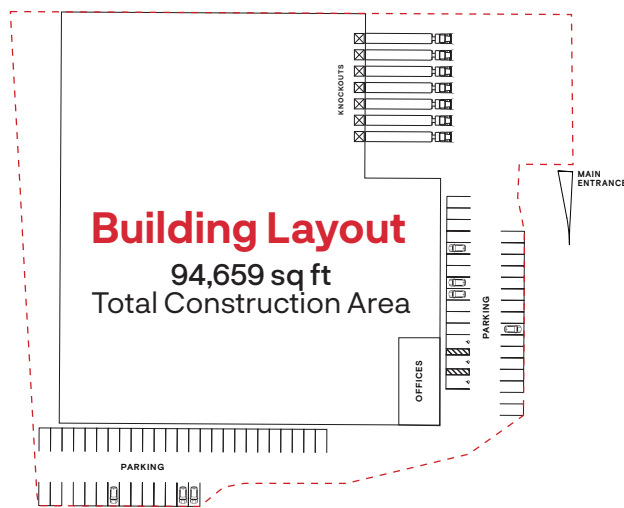 KNOCKOUTS
MAIN
ENTRANCE
Building Layout
94,659 sq ft
Total Construction Area
PARKING
OFFICES
PARKING